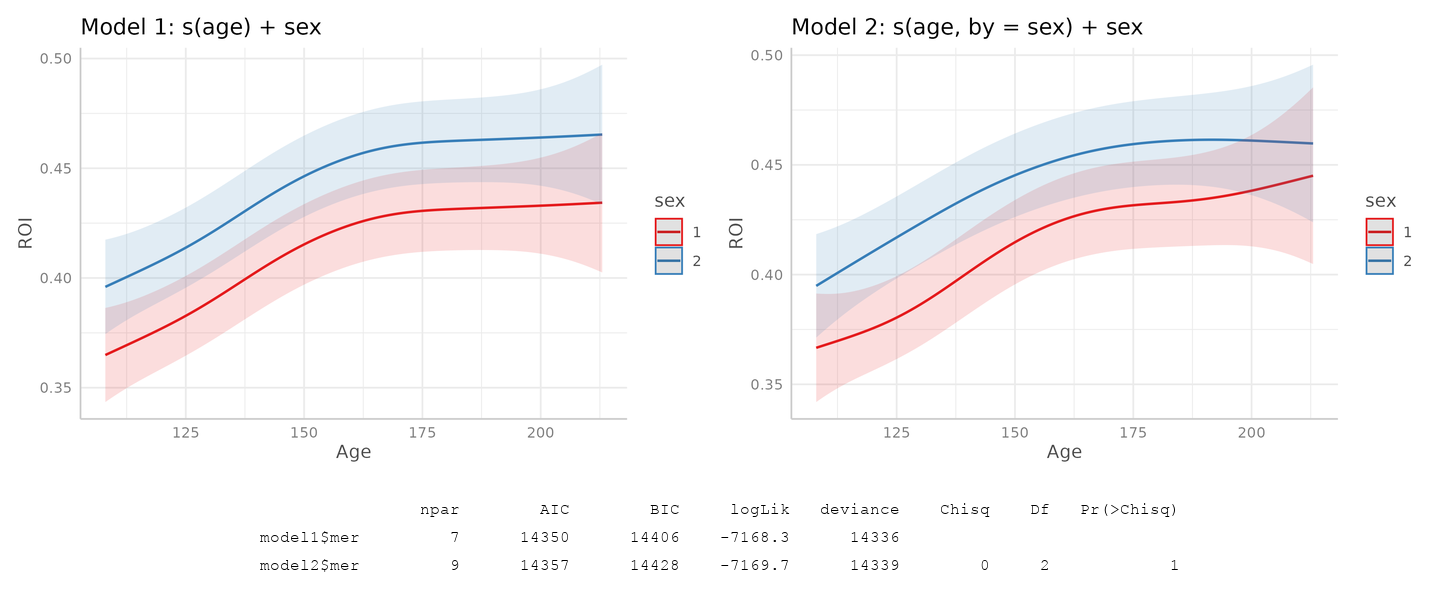 Model 1: s(age) + sex
0.50
0.45
0.40
0.35
ROI
125 150 175 200
Age
sex
1
2
Model 2: s(age, by = sex) + sex
0.50
0.45
0.40
0.35
ROI
125 150 175 200
Age
sex
1
2
npar AIC BIC logLik deviance Chisq Df Pr(>Chisq)
model1$mer 7 14350 14406 -7168.3 14336
model2$mer 9 14357 14428 -7169.7 14339 0 2 1